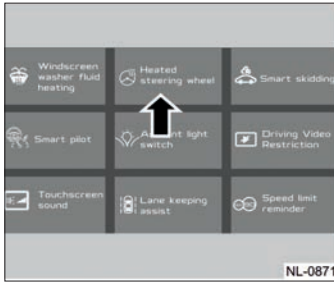 Windscreen
washer fluid
heating
Heated
steering wheel
Smart skidding
Smart pilot
light
switch
Driving Video
Restriction
Touchscreen
sound
Lane keeping
assist
Speed limit
reminder
NL-0871